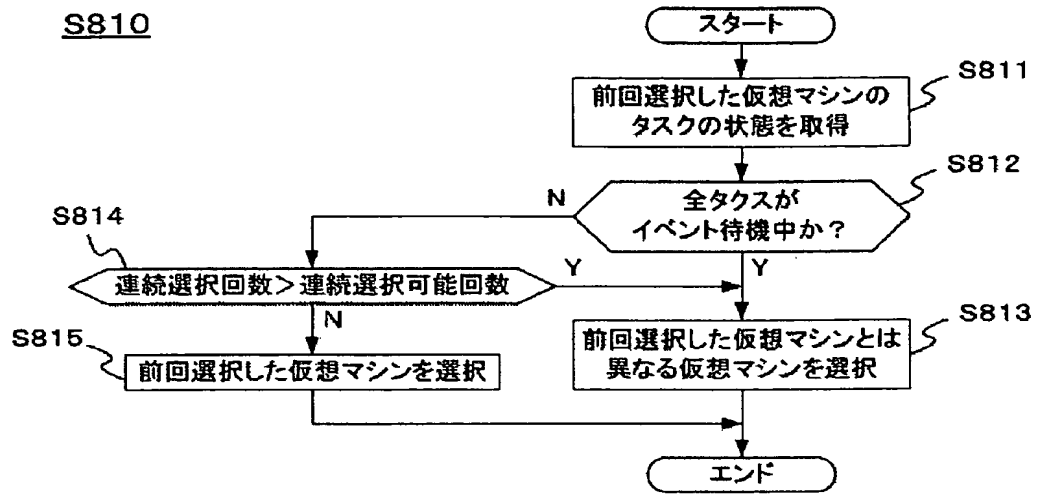 S810
スタート
S811
前回選択した仮想マシンの
タスクの状態を取得
S812
全タクスが
イベント待機中か？
N
Y
S814
連続選択回数>連続選択可能回数
Y
N
S813
前回選択した仮想マシンとは
異なる仮想マシンを選択
S815
前回選択した仮想マシンを選択
エンド